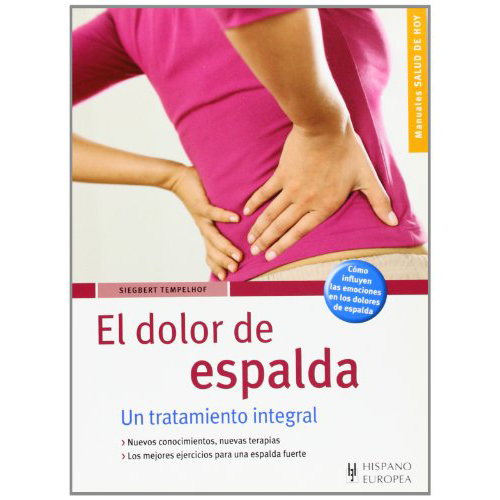 Manuales SALUD DE HOY
Cómo
influyen
las emociones
en los dolores
de espalda
SIEGBERT TEMPELHOF
El dolor de
espalda
Un tratamiento integral
› Nuevos conocimientos, nuevas terapias
› Los mejores ejercicios para una espalda fuerte
HISPANO
EUROPEA